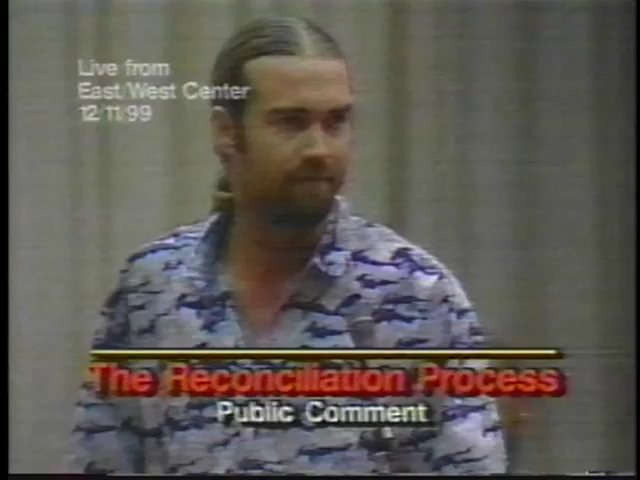 Live from
East/West Center
12/11/99
The Reconciliation Process
Public Comment